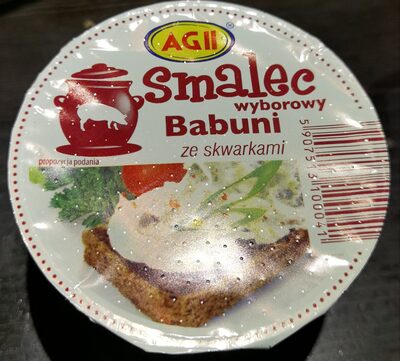 AGII
smalec
wyborowy
Babuni
ze skwarkami
propozycja podania